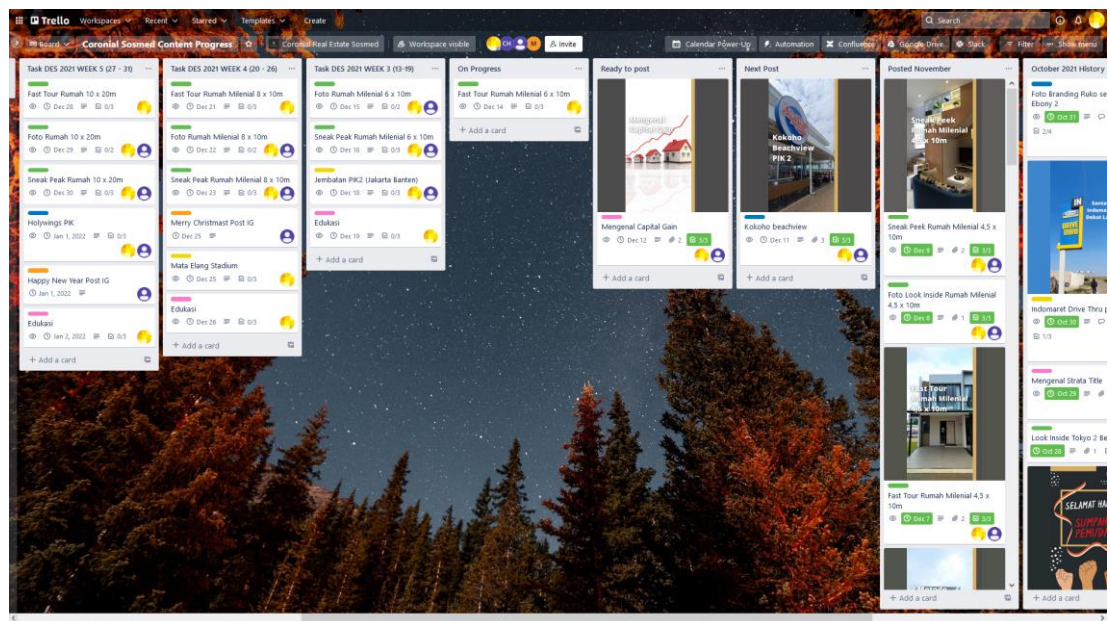 Trello
Workspaces
Recent
Starred
Templates
Create
Search
Board
Coronial Sosmed Content Progress
Coronial Real Estate Sosmed
Workspace visible
CH
M
Invite
Calendar Power-Up
Automation
Confluence
Google Drive
Slack
Filter
Show menu
Task DES 2021 WEEK 5 (27 - 31)
Fast Tour Rumah 10 x 20m
Dec 28 0/3
Foto Rumah 10 x 20m
Dec 29 0/2
Sneak Peak Rumah 10 x 20m
Dec 30 0/3
Holywings PIK
Jan 1, 2022 0/3
Happy New Year Post IG
Jan 1, 2022
Edukasi
Jan 2, 2022 0/3
+ Add a card
Task DES 2021 WEEK 4 (20 - 26)
Fast Tour Rumah Milenial 8 x 10m
Dec 21 0/3
Foto Rumah Milenial 8 x 10m
Dec 22 0/2
Sneak Peak Rumah Milenial 8 x 10m
Dec 23 0/3
Merry Christmast Post IG
Dec 25
Mata Elang Stadium
Dec 25 0/3
Edukasi
Dec 26 0/3
+ Add a card
Task DES 2021 WEEK 3 (13-19)
Foto Rumah Milenial 6 x 10m
Dec 15 0/2
Sneak Peak Rumah Milenial 6 x 10m
Dec 16 0/3
Jembatan PIK2 (Jakarta Banten)
Dec 18 0/3
Edukasi
Dec 19 0/3
+ Add a card
On Progress
Fast Tour Rumah Milenial 6 x 10m
Dec 14 0/3
+ Add a card
Ready to post
Mengenal
Capital Gain
Mengenal Capital Gain
Dec 12 2 3/3
+ Add a card
Next Post
Kokoho
Beachview
PIK 2
Kokoho beachview
Dec 11 3 3/3
+ Add a card
Posted November
Sneak Peek
Rumah Milenial
4,5 x 10m
Sneak Peek Rumah Milenial 4,5 x
10m
Dec 9 2 3/3
Foto Look Inside Rumah Milenial
4,5 x 10m
Dec 8 1 3/3
Fast Tour
Rumah Milenial
4,5 x 10m
Fast Tour Rumah Milenial 4,5 x
10m
Dec 7 2 3/3
+ Add a card
October 2021 History
Foto Branding Ruko se
Ebony 2
Oct 31
2/4
IN
DRIVE
THRU
Indomaret Drive Thru p
Oct 30
1/3
Mengenal Strata Title
Oct 29
Look Inside Tokyo 2 Be
Oct 28 1
SELAMAT HA
SUMPAH
PEMUDA
+ Add a card